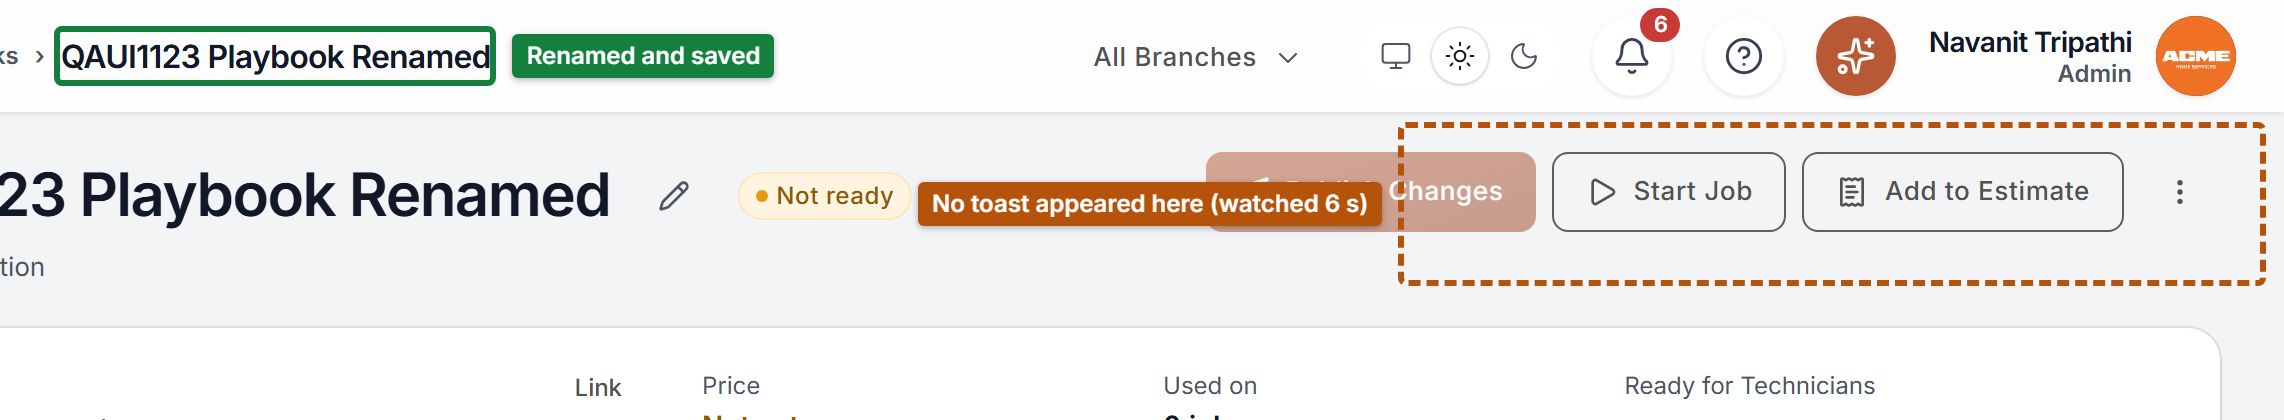 ks › QAUI1123 Playbook Renamed
Renamed and saved
All Branches
6
Navanit Tripathi
Admin
ACME
HOME SERVICES
23 Playbook Renamed
Not ready
No toast appeared here (watched 6 s)
Changes
Start Job
Add to Estimate
tion
Link
Price
Used on
Ready for Technicians